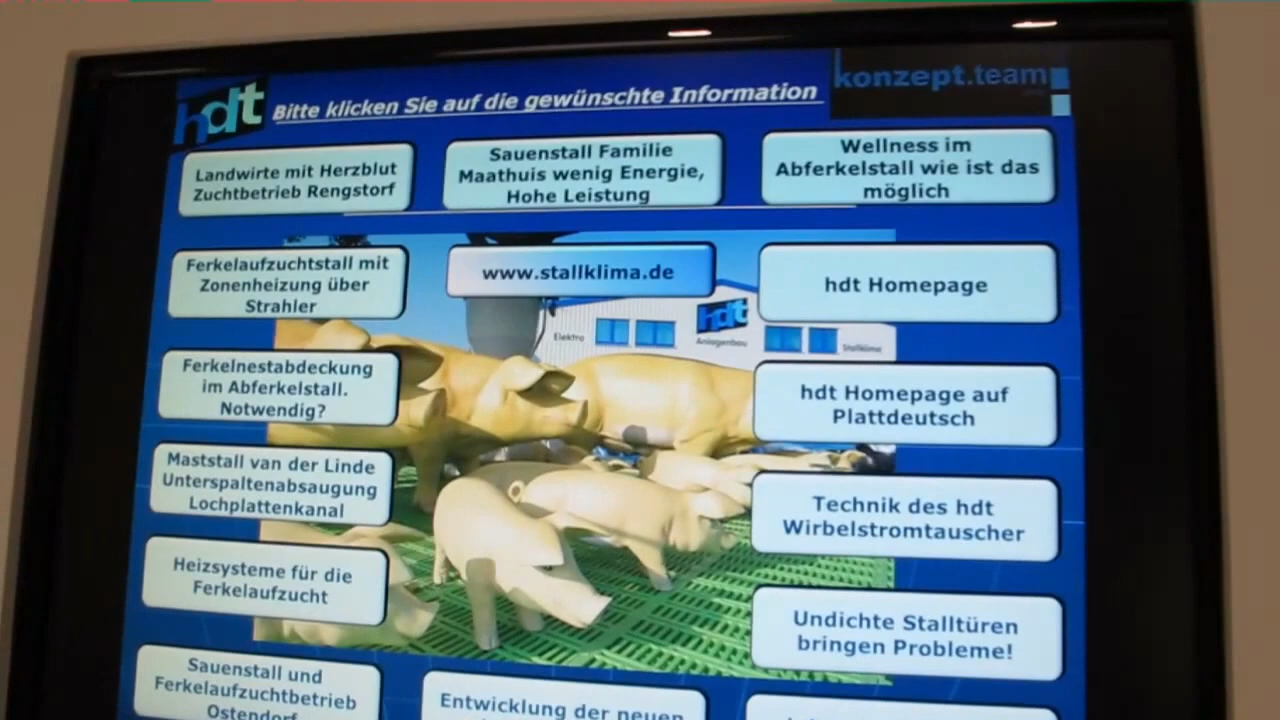 hdt
Bitte klicken Sie auf die gewünschte Information
konzept.team
Landwirte mit Herzblut
Zuchtbetrieb Rengstorf
Sauenstall Familie
Maathuis wenig Energie,
Hohe Leistung
Wellness im
Abferkelstall wie ist das
möglich
Ferkelaufzuchtstall mit
Zonenheizung über
Strahler
www.stallklima.de
hdt Homepage
hdt
Elektro
Anlagenbau
Stallklima
Ferkelnestabdeckung
im Abferkelstall.
Notwendig?
hdt Homepage auf
Plattdeutsch
Maststall van der Linde
Unterspaltenabsaugung
Lochplattenkanal
Technik des hdt
Wirbelstromtauscher
Heizsysteme für die
Ferkelaufzucht
Undichte Stalltüren
bringen Probleme!
Sauenstall und
Ferkelaufzuchtbetrieb
Ostendorf
Entwicklung der neuen